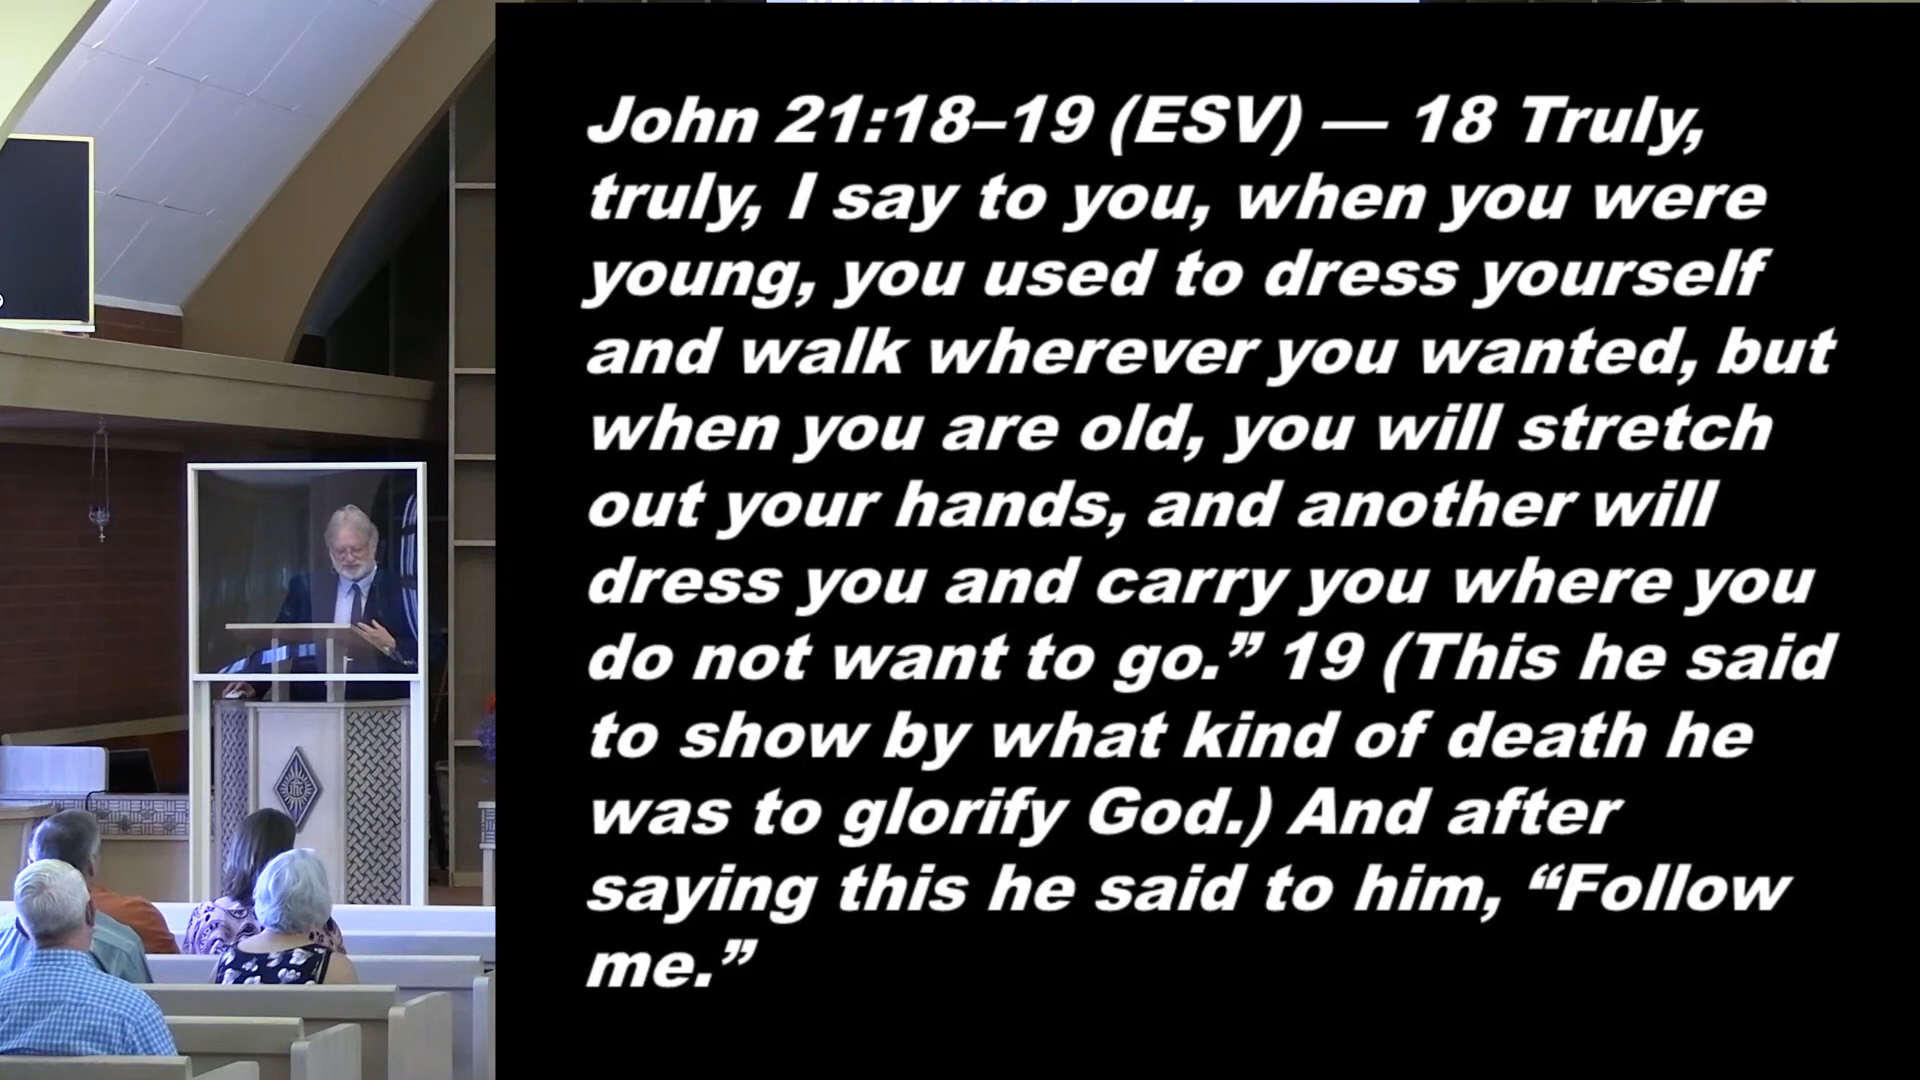 John 21:18–19 (ESV) — 18 Truly,
truly, I say to you, when you were
young, you used to dress yourself
and walk wherever you wanted, but
when you are old, you will stretch
out your hands, and another will
dress you and carry you where you
do not want to go.” 19 (This he said
to show by what kind of death he
was to glorify God.) And after
saying this he said to him, “Follow
me.”